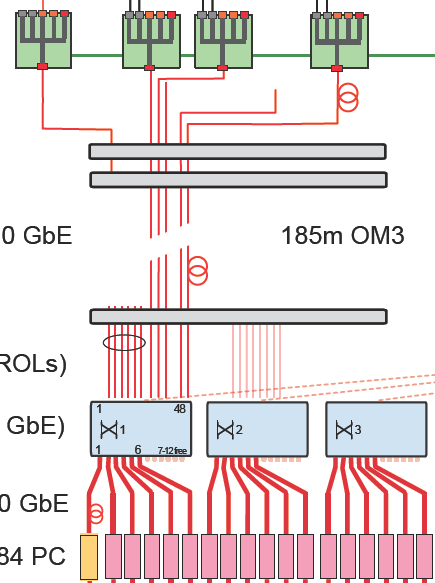 0 GbE
185m OM3
ROLs)
1
48
GbE)
1
2
3
1
6
7-12 free
0 GbE
84 PC